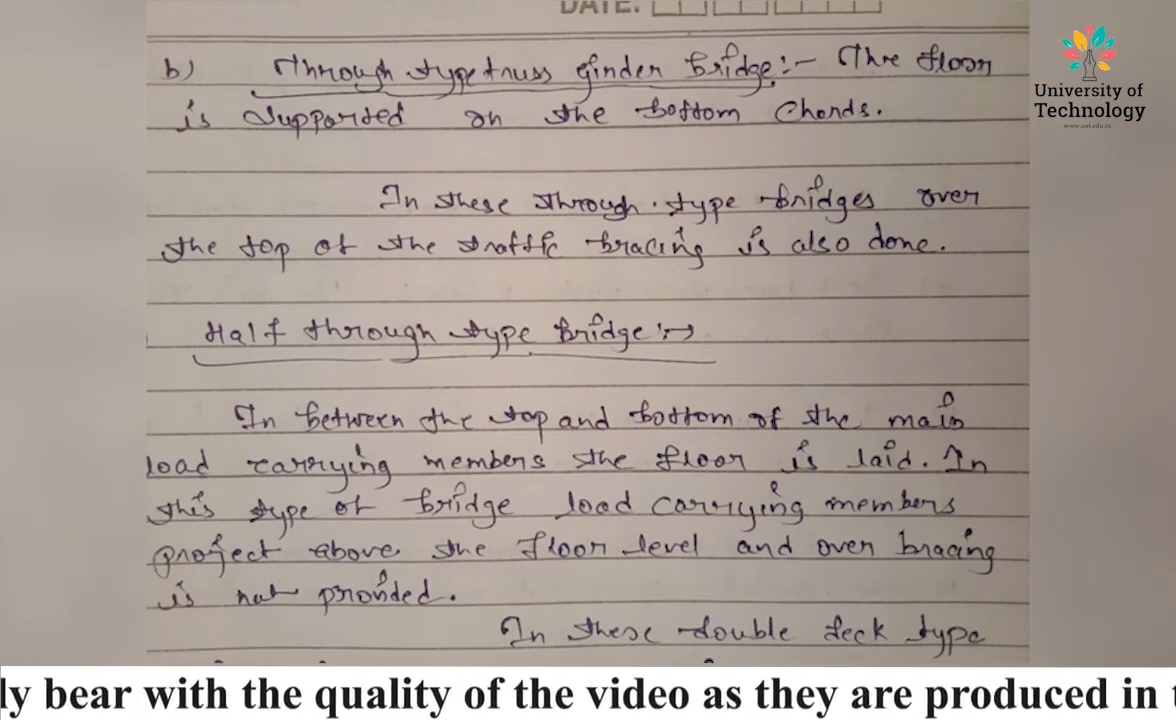 DATE:
b) Through type truss girder bridge:- The floor
is supported on the bottom chords.
In these through type bridges over
the top of the traffic bracing is also done.
Half through type bridge:→
In between the top and bottom of the main
load carrying members the floor is laid. In
this type of bridge load carrying members
project above the floor level and over bracing
is not provided.
In these double deck type
University of
Technology
www.uot.edu.in
ly bear with the quality of the video as they are produced in